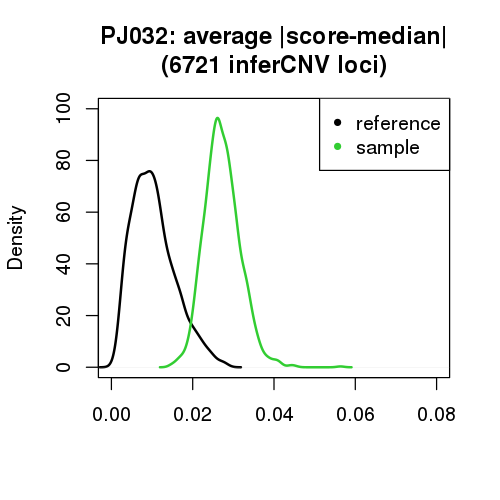 PJ032: average |score-median|
(6721 inferCNV loci)
reference
sample
Density
100
80
60
40
20
0
0.00 0.02 0.04 0.06 0.08